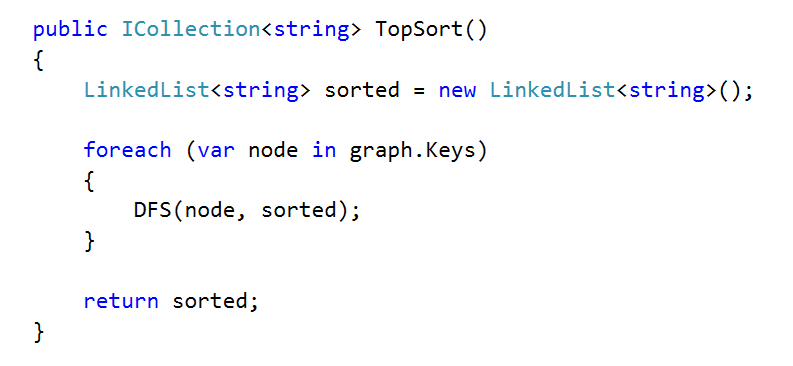 public ICollection<string> TopSort()
{
    LinkedList<string> sorted = new LinkedList<string>();

    foreach (var node in graph.Keys)
    {
        DFS(node, sorted);
    }

    return sorted;
}